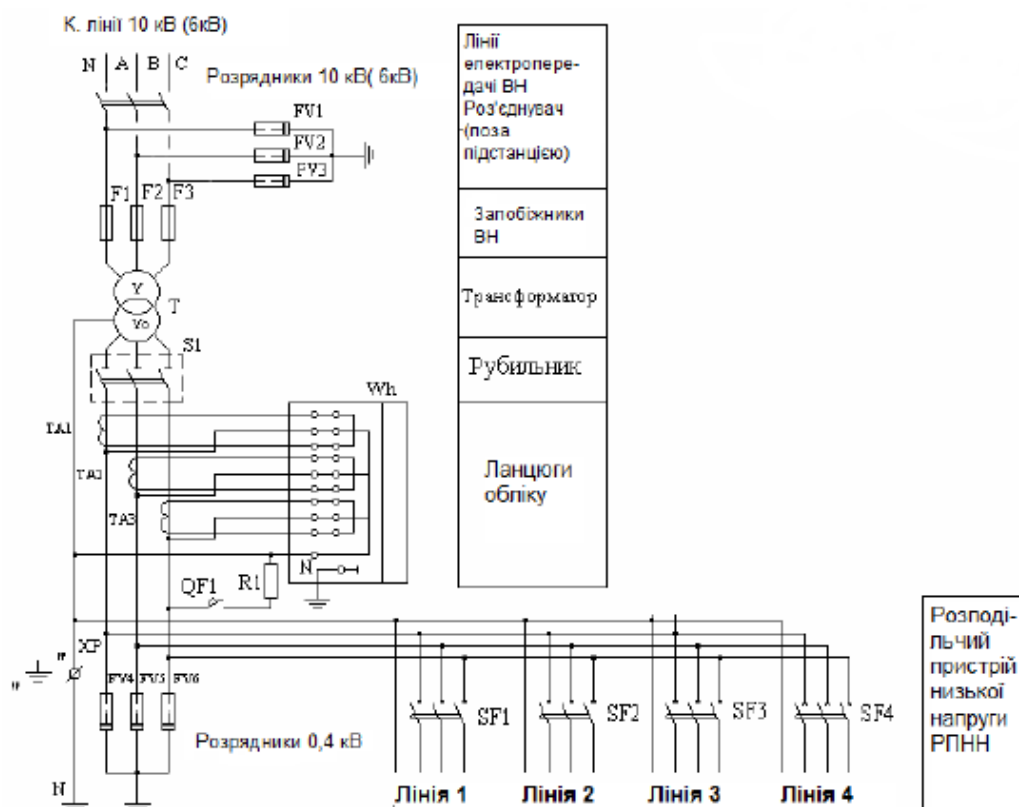 К. лінії 10 кВ (6кВ)
N A B C
Розрядники 10 кВ( 6кВ)
FV1
FV2
FV3
F1 F2 F3
Y
T
Yo
S1
Wh
TA1
TA2
TA3
N
QF1
R1
XP
FV4 FV5 FV6
Розрядники 0,4 кВ
N
SF1
SF2
SF3
SF4
Лінія 1
Лінія 2
Лінія 3
Лінія 4
Лінії
електропере-
дачі ВН
Роз'єднувач
(поза
підстанцією)
Запобіжники
ВН
Трансформатор
Рубильник
Ланцюги
обліку
Розподі-
льчий
пристрій
низької
напруги
РПНН